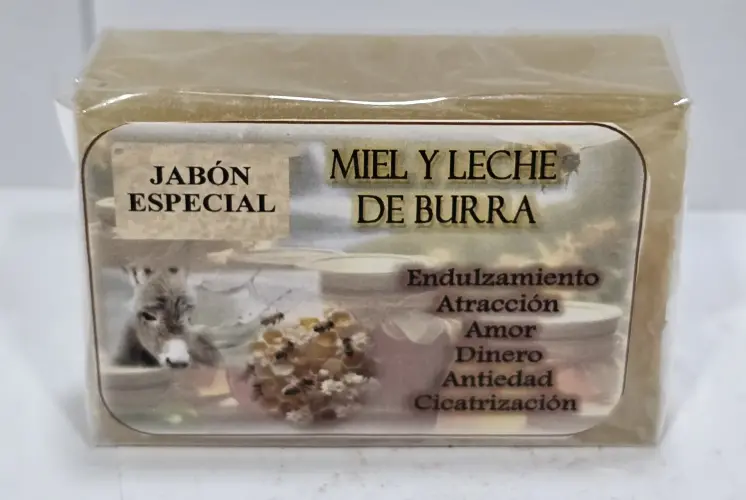 JABÓN
ESPECIAL
MIEL Y LECHE
DE BURRA
Endulzamiento
Atracción
Amor
Dinero
Antiedad
Cicatrización